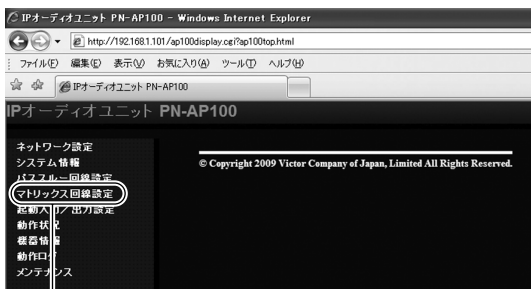 IPオーディオユニット PN-AP100 - Windows Internet Explorer
http://192.168.1.101/ap100display.cgi?ap100top.html
ファイル(F) 編集(E) 表示(V) お気に入り(A) ツール(T) ヘルプ(H)
IPオーディオユニット PN-AP100
IPオーディオユニット PN-AP100
ネットワーク設定
システム情報
パススルー回線設定
© Copyright 2009 Victor Company of Japan, Limited All Rights Reserved.
マトリックス回線設定
起動入力/出力設定
動作状況
機器情報
動作ログ
メンテナンス